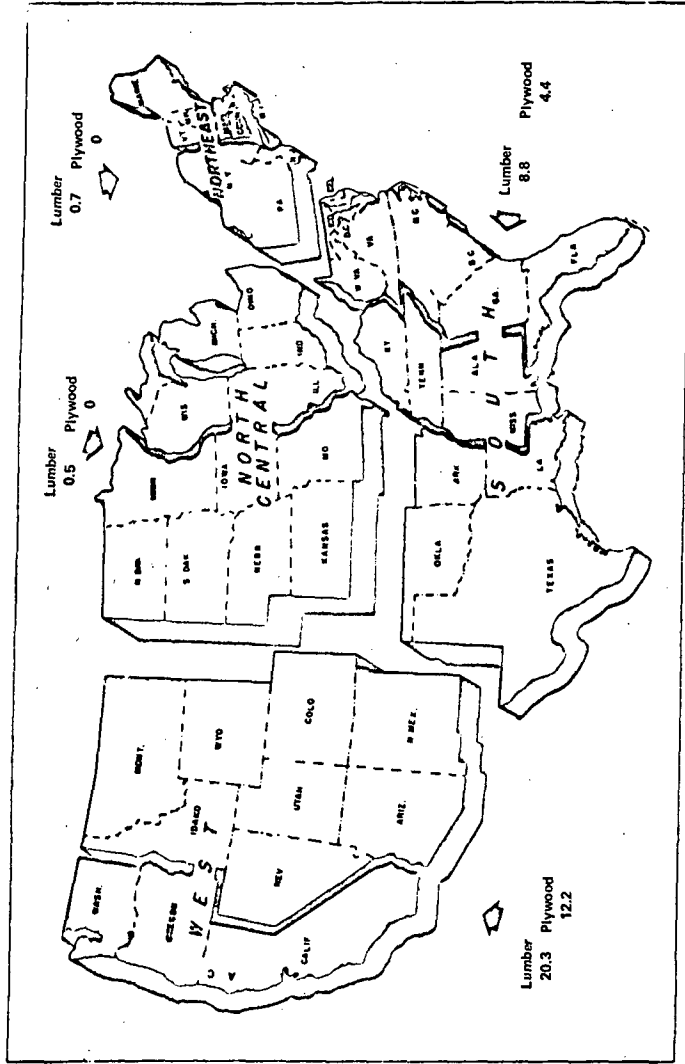 Lumber Plywood
0.7 0
Lumber Plywood
0.5 0
Lumber Plywood
8.8 4.4
Lumber Plywood
20.3 12.2
NORTHEAST
MAINE
N Y
PA
NORTH
CENTRAL
N DAK
S DAK
NEBR
KANSAS
IOWA
MO
WIS
MICH
ILL
IND
OHIO
WEST
WASH.
OREGON
CALIF
NEV
IDAHO
MONT.
WYO
UTAH
COLO
ARIZ.
N MEX.
SOUTH
TEXAS
OKLA
ARK
LA
MISS
ALA
TENN
KY
W VA
VA
S C
GA.
FLA